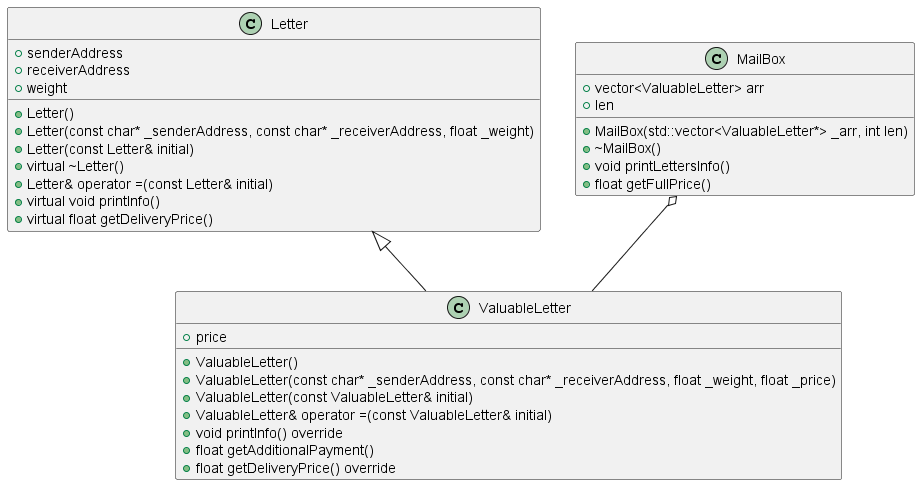 C Letter
senderAddress
receiverAddress
weight
Letter()
Letter(const char* _senderAddress, const char* _receiverAddress, float _weight)
Letter(const Letter& initial)
virtual ~Letter()
Letter& operator =(const Letter& initial)
virtual void printInfo()
virtual float getDeliveryPrice()
C MailBox
vector<ValuableLetter> arr
len
MailBox(std::vector<ValuableLetter*> _arr, int len)
~MailBox()
void printLettersInfo()
float getFullPrice()
C ValuableLetter
price
ValuableLetter()
ValuableLetter(const char* _senderAddress, const char* _receiverAddress, float _weight, float _price)
ValuableLetter(const ValuableLetter& initial)
ValuableLetter& operator =(const ValuableLetter& initial)
void printInfo() override
float getAdditionalPayment()
float getDeliveryPrice() override